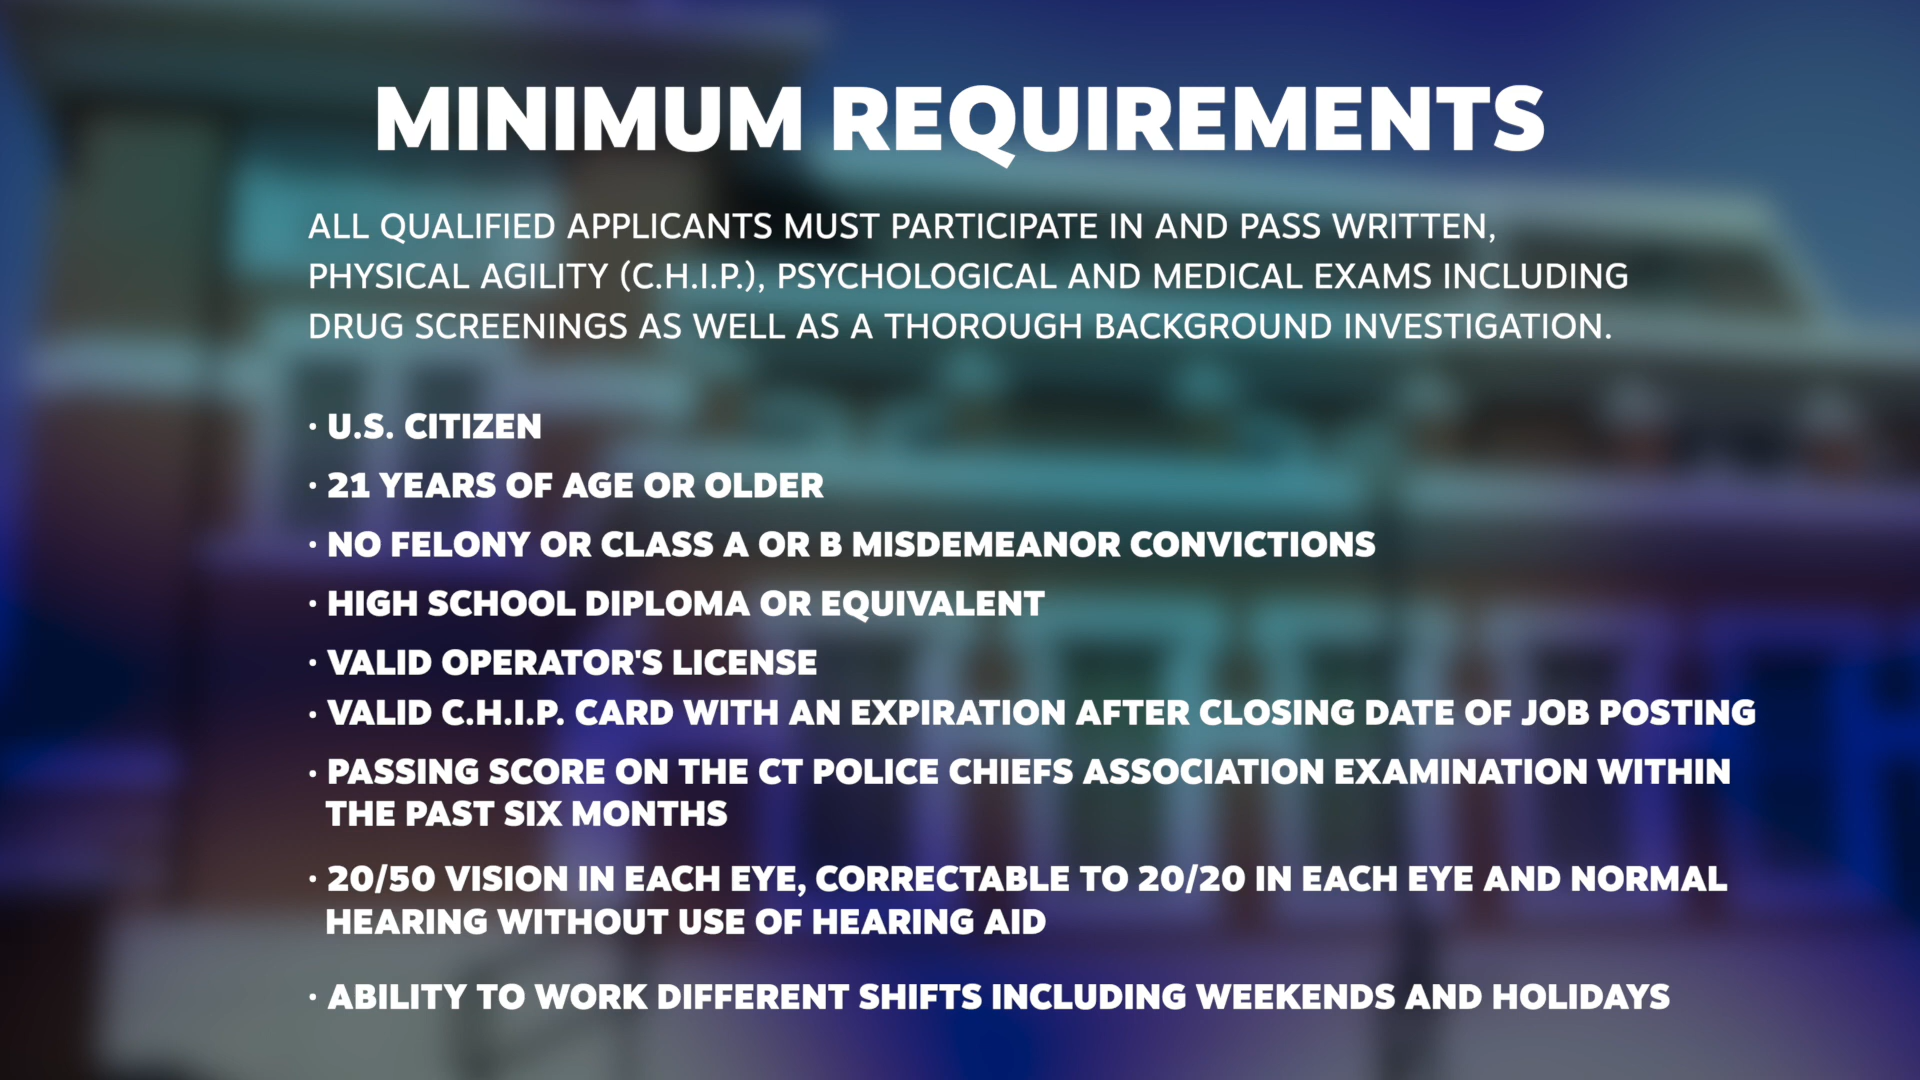 MINIMUM REQUIREMENTS
ALL QUALIFIED APPLICANTS MUST PARTICIPATE IN AND PASS WRITTEN,
PHYSICAL AGILITY (C.H.I.P.), PSYCHOLOGICAL AND MEDICAL EXAMS INCLUDING
DRUG SCREENINGS AS WELL AS A THOROUGH BACKGROUND INVESTIGATION.
· U.S. CITIZEN
· 21 YEARS OF AGE OR OLDER
· NO FELONY OR CLASS A OR B MISDEMEANOR CONVICTIONS
· HIGH SCHOOL DIPLOMA OR EQUIVALENT
· VALID OPERATOR'S LICENSE
· VALID C.H.I.P. CARD WITH AN EXPIRATION AFTER CLOSING DATE OF JOB POSTING
· PASSING SCORE ON THE CT POLICE CHIEFS ASSOCIATION EXAMINATION WITHIN
THE PAST SIX MONTHS
· 20/50 VISION IN EACH EYE, CORRECTABLE TO 20/20 IN EACH EYE AND NORMAL
HEARING WITHOUT USE OF HEARING AID
· ABILITY TO WORK DIFFERENT SHIFTS INCLUDING WEEKENDS AND HOLIDAYS